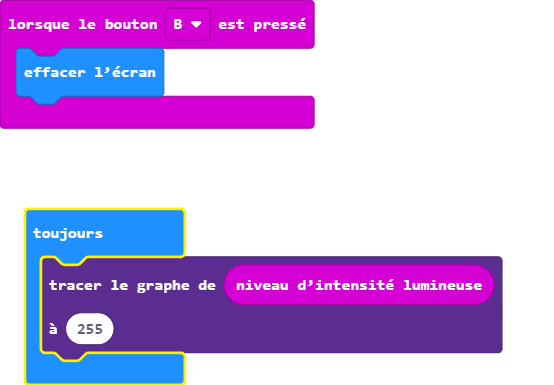 lorsque le bouton B est pressé
effacer l'écran
toujours
tracer le graphe de niveau d'intensité lumineuse
à 255